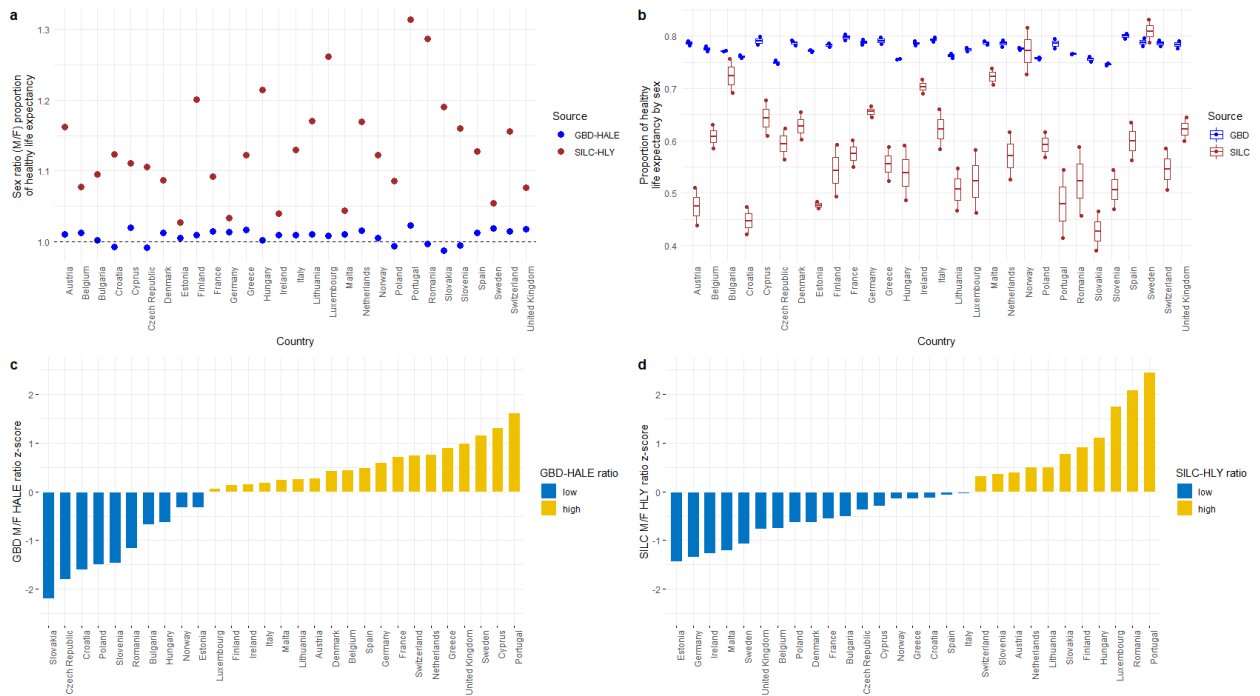 a
Sex ratio (M/F) proportion
of healthy life expectancy
1.3
1.2
1.1
1.0
Austria
Belgium
Bulgaria
Croatia
Cyprus
Czech Republic
Denmark
Estonia
Finland
France
Germany
Greece
Hungary
Ireland
Italy
Lithuania
Luxembourg
Malta
Netherlands
Norway
Poland
Portugal
Romania
Slovakia
Slovenia
Spain
Sweden
Switzerland
United Kingdom
Country
Source
GBD-HALE
SILC-HLY
b
Proportion of healthy
life expectancy by sex
0.8
0.7
0.6
0.5
0.4
Austria
Belgium
Bulgaria
Croatia
Cyprus
Czech Republic
Denmark
Estonia
Finland
France
Germany
Greece
Hungary
Ireland
Italy
Lithuania
Luxembourg
Malta
Netherlands
Norway
Poland
Portugal
Romania
Slovakia
Slovenia
Spain
Sweden
Switzerland
United Kingdom
Country
Source
GBD
SILC
c
GBD M/F HALE ratio z-score
2
1
0
-1
-2
Slovakia
Czech Republic
Croatia
Poland
Slovenia
Romania
Bulgaria
Hungary
Norway
Estonia
Luxembourg
Finland
Ireland
Italy
Malta
Lithuania
Austria
Denmark
Belgium
Spain
Germany
France
Switzerland
Netherlands
Greece
United Kingdom
Sweden
Cyprus
Portugal
GBD-HALE ratio
low
high
d
SILC M/F HLY ratio z-score
2
1
0
-1
-2
Estonia
Germany
Ireland
Malta
Sweden
United Kingdom
Belgium
Poland
Denmark
France
Bulgaria
Czech Republic
Cyprus
Norway
Greece
Croatia
Spain
Italy
Switzerland
Slovenia
Austria
Netherlands
Lithuania
Slovakia
Finland
Hungary
Luxembourg
Romania
Portugal
SILC-HLY ratio
low
high